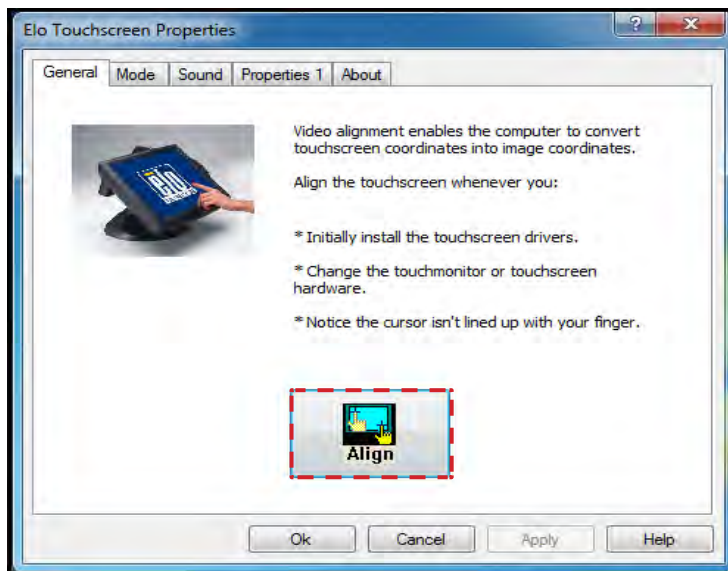 Elo Touchscreen Properties
General Mode Sound Properties 1 About
Video alignment enables the computer to convert
touchscreen coordinates into image coordinates.
Align the touchscreen whenever you:
* Initially install the touchscreen drivers.
* Change the touchmonitor or touchscreen
hardware.
* Notice the cursor isn't lined up with your finger.
elo
Align
Ok Cancel Apply Help